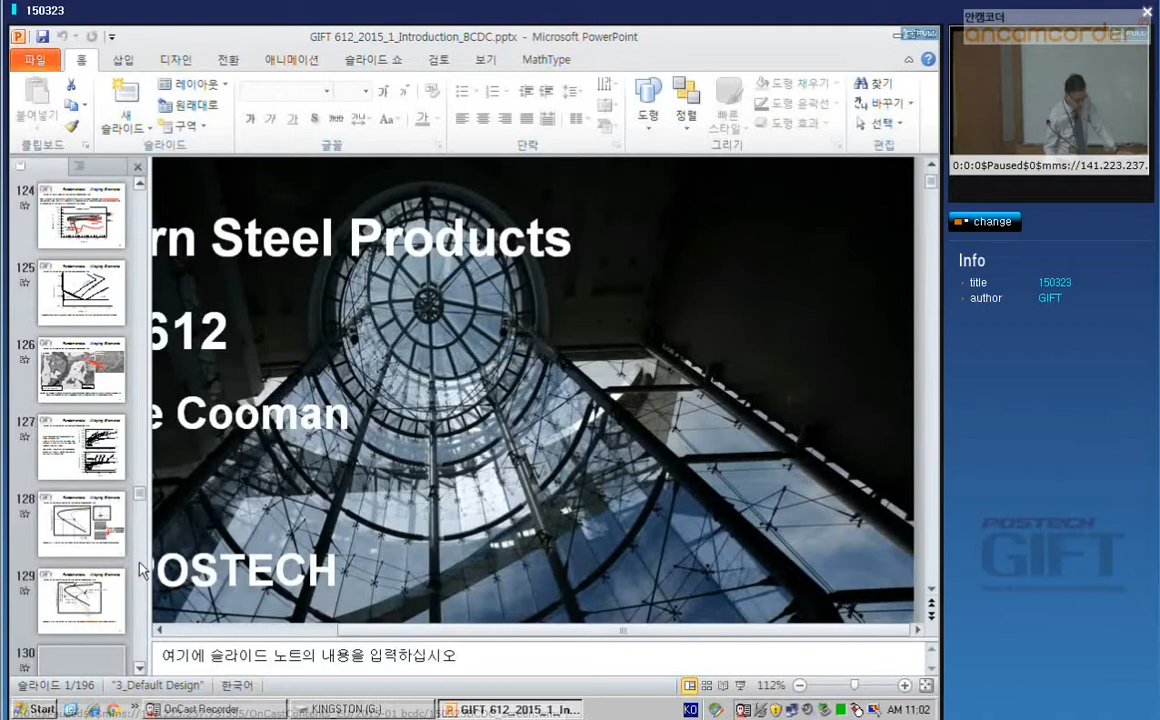 150323
안캠코더
ancamcorder
FULL
GIFT 612_2015_1_Introduction_BCDC.pptx - Microsoft PowerPoint
파일 홈 삽입 디자인 전환 애니메이션 슬라이드 쇼 검토 보기 MathType
붙여넣기
클립보드
새 슬라이드
레이아웃
원래대로
구역
슬라이드
글꼴
단락
도형
정렬
빠른 스타일
도형 채우기
도형 윤곽선
도형 효과
그리기
찾기
바꾸기
선택
편집
0:0:0$Paused$0$mms://141.223.237.
change
Info
title 150323
author GIFT
124
125
126
127
128
129
130
rn Steel Products
612
e Cooman
POSTECH
POSTECH
GIFT
여기에 슬라이드 노트의 내용을 입력하십시오
슬라이드 1/196 "3_Default Design" 한국어 112%
Start OnCast Recorder KINGSTON (G:) GIFT 612_2015_1_In... KO AM 11:02